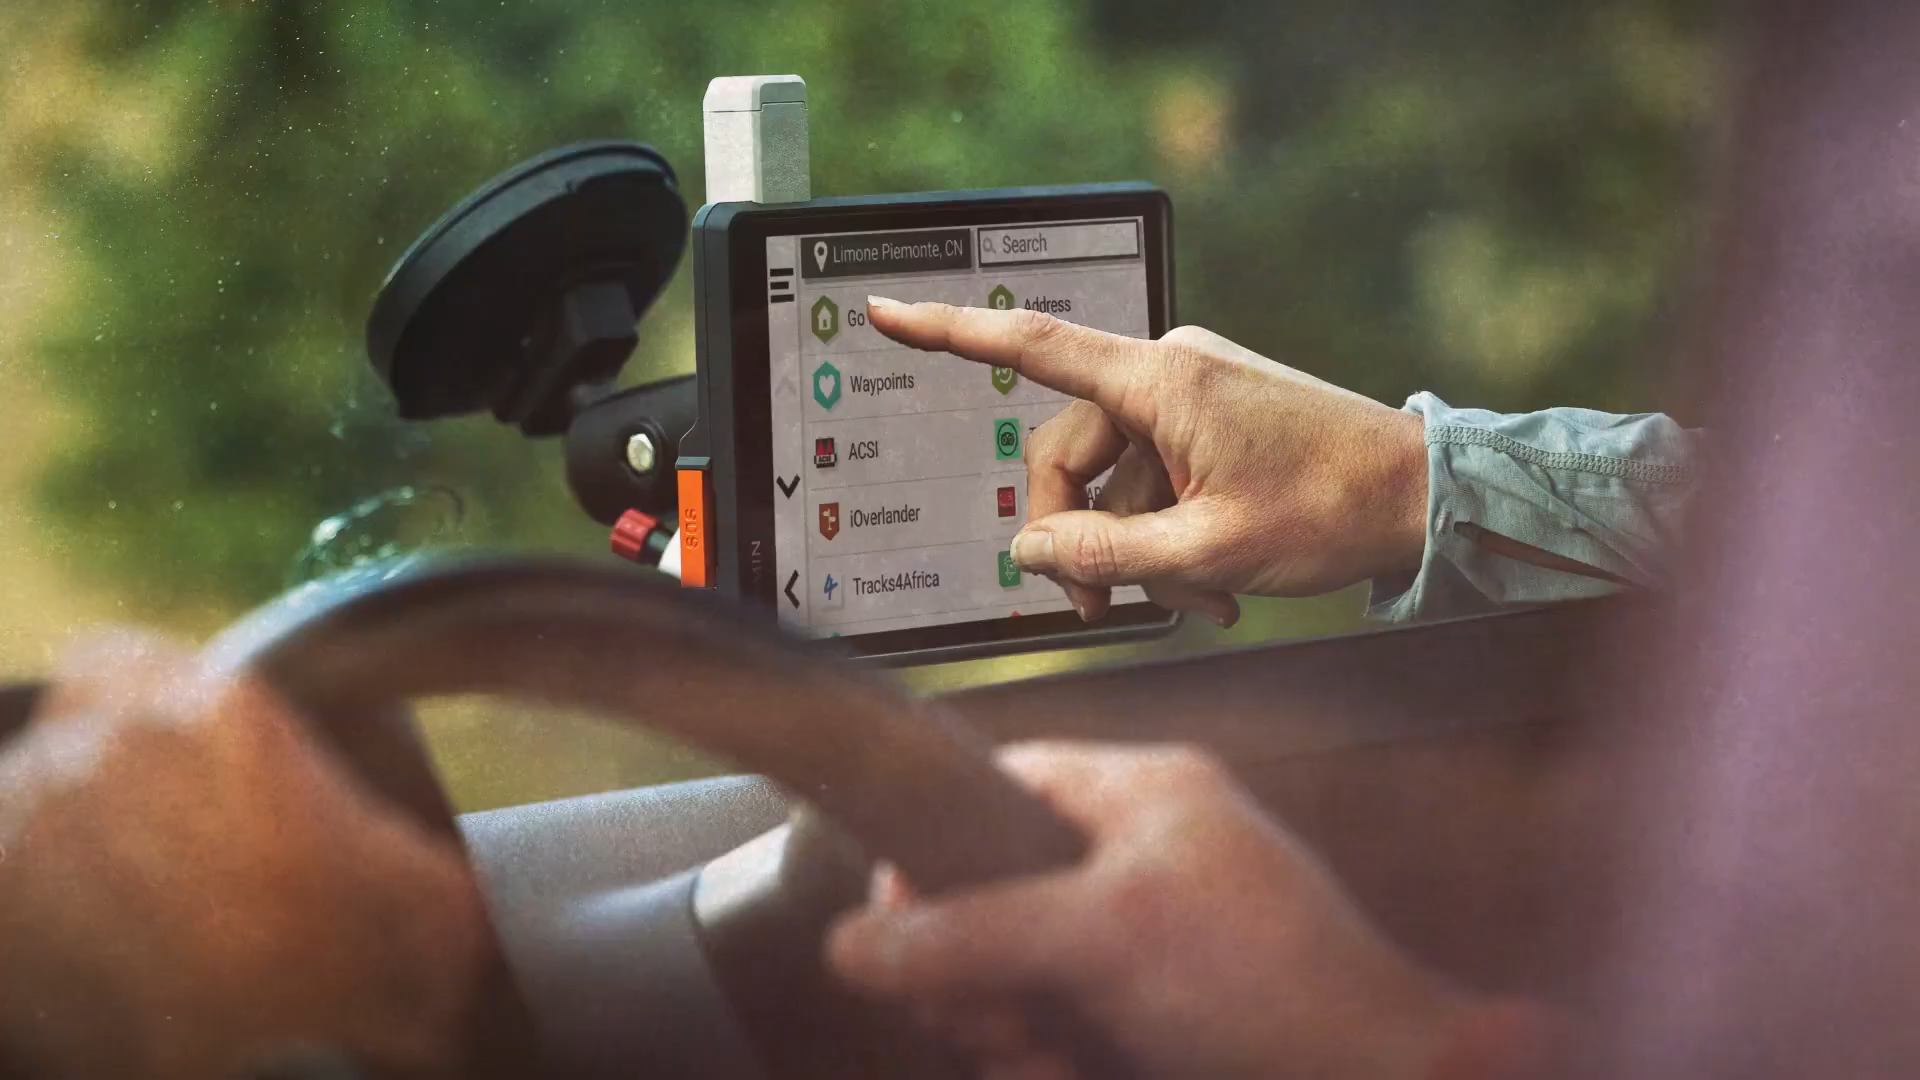 Limone Piemonte, CN
Search
Go
Address
Waypoints
ACSI
iOverlander
Tracks4Africa
SOS